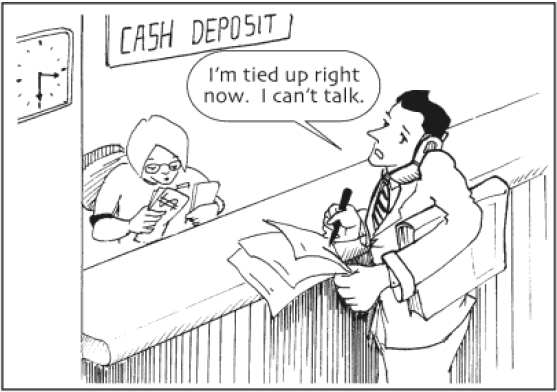 CASH DEPOSIT
I'm tied up right
now. I can't talk.